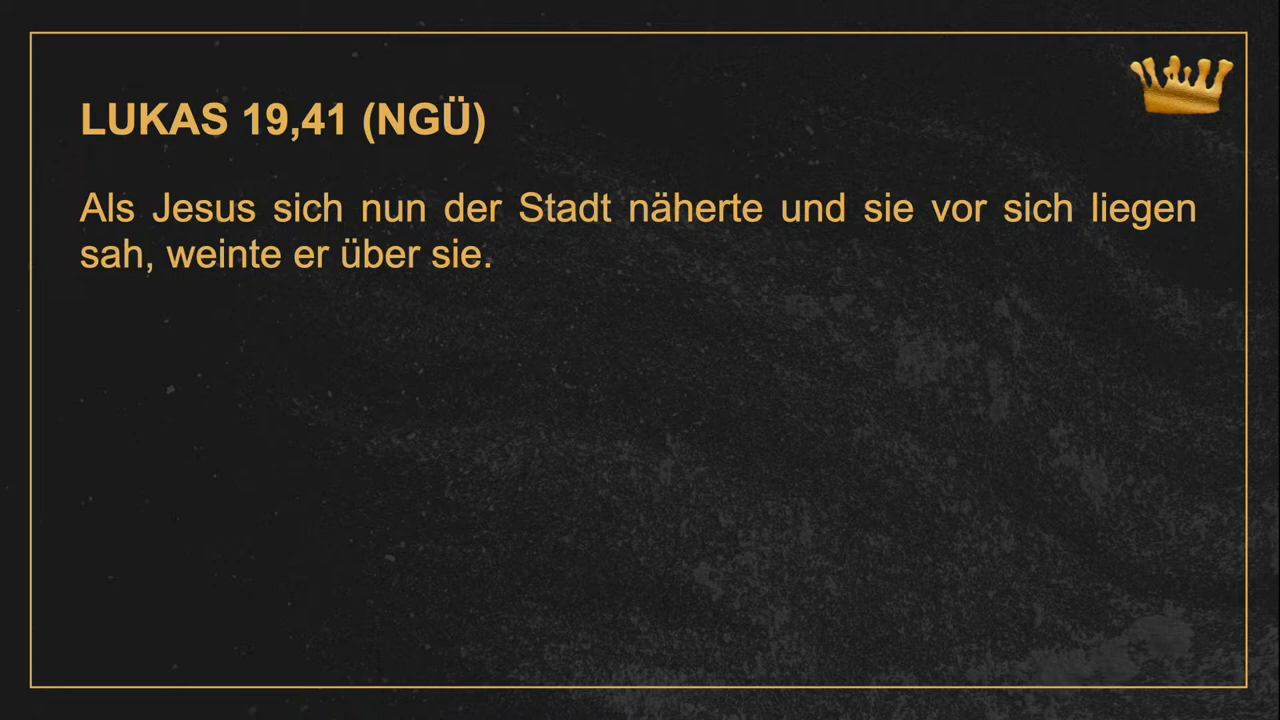 LUKAS 19,41 (NGÜ)
Als Jesus sich nun der Stadt näherte und sie vor sich liegen
sah, weinte er über sie.